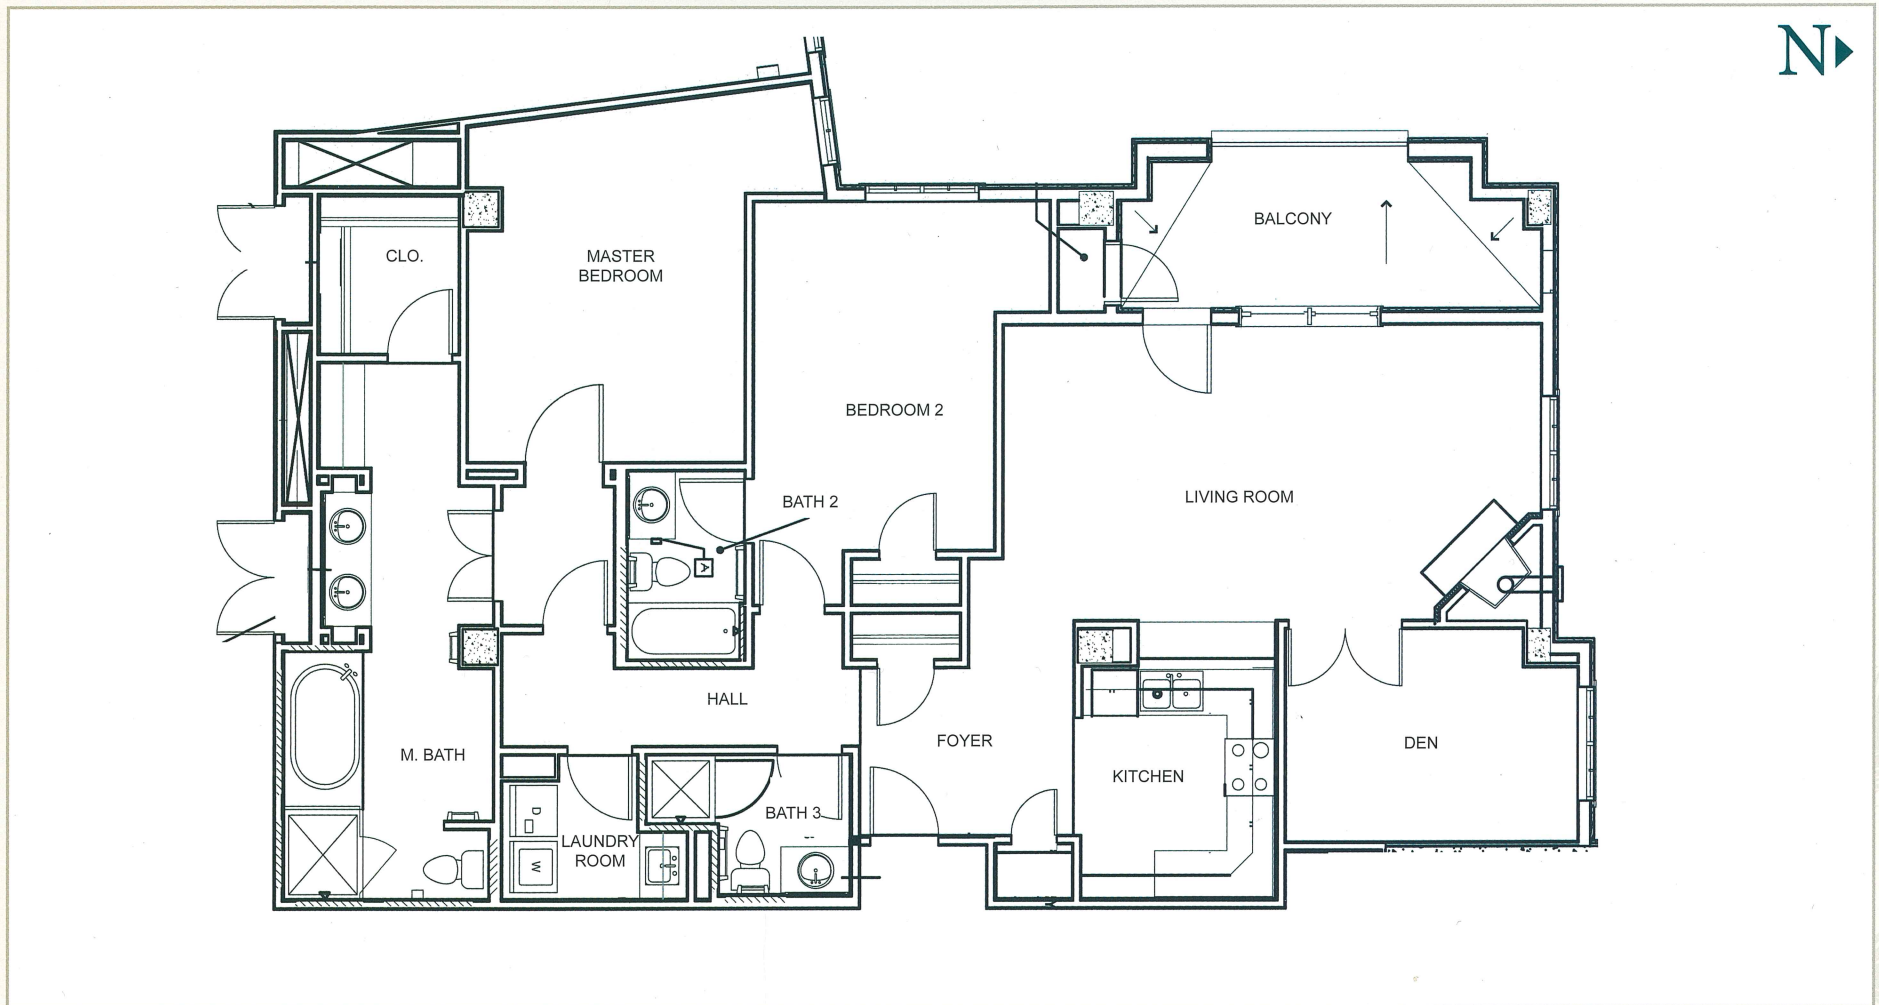 N
BALCONY
CLO.
MASTER
BEDROOM
BEDROOM 2
LIVING ROOM
BATH 2
A
HALL
FOYER
DEN
M. BATH
KITCHEN
D
BATH 3
LAUNDRY
ROOM
W